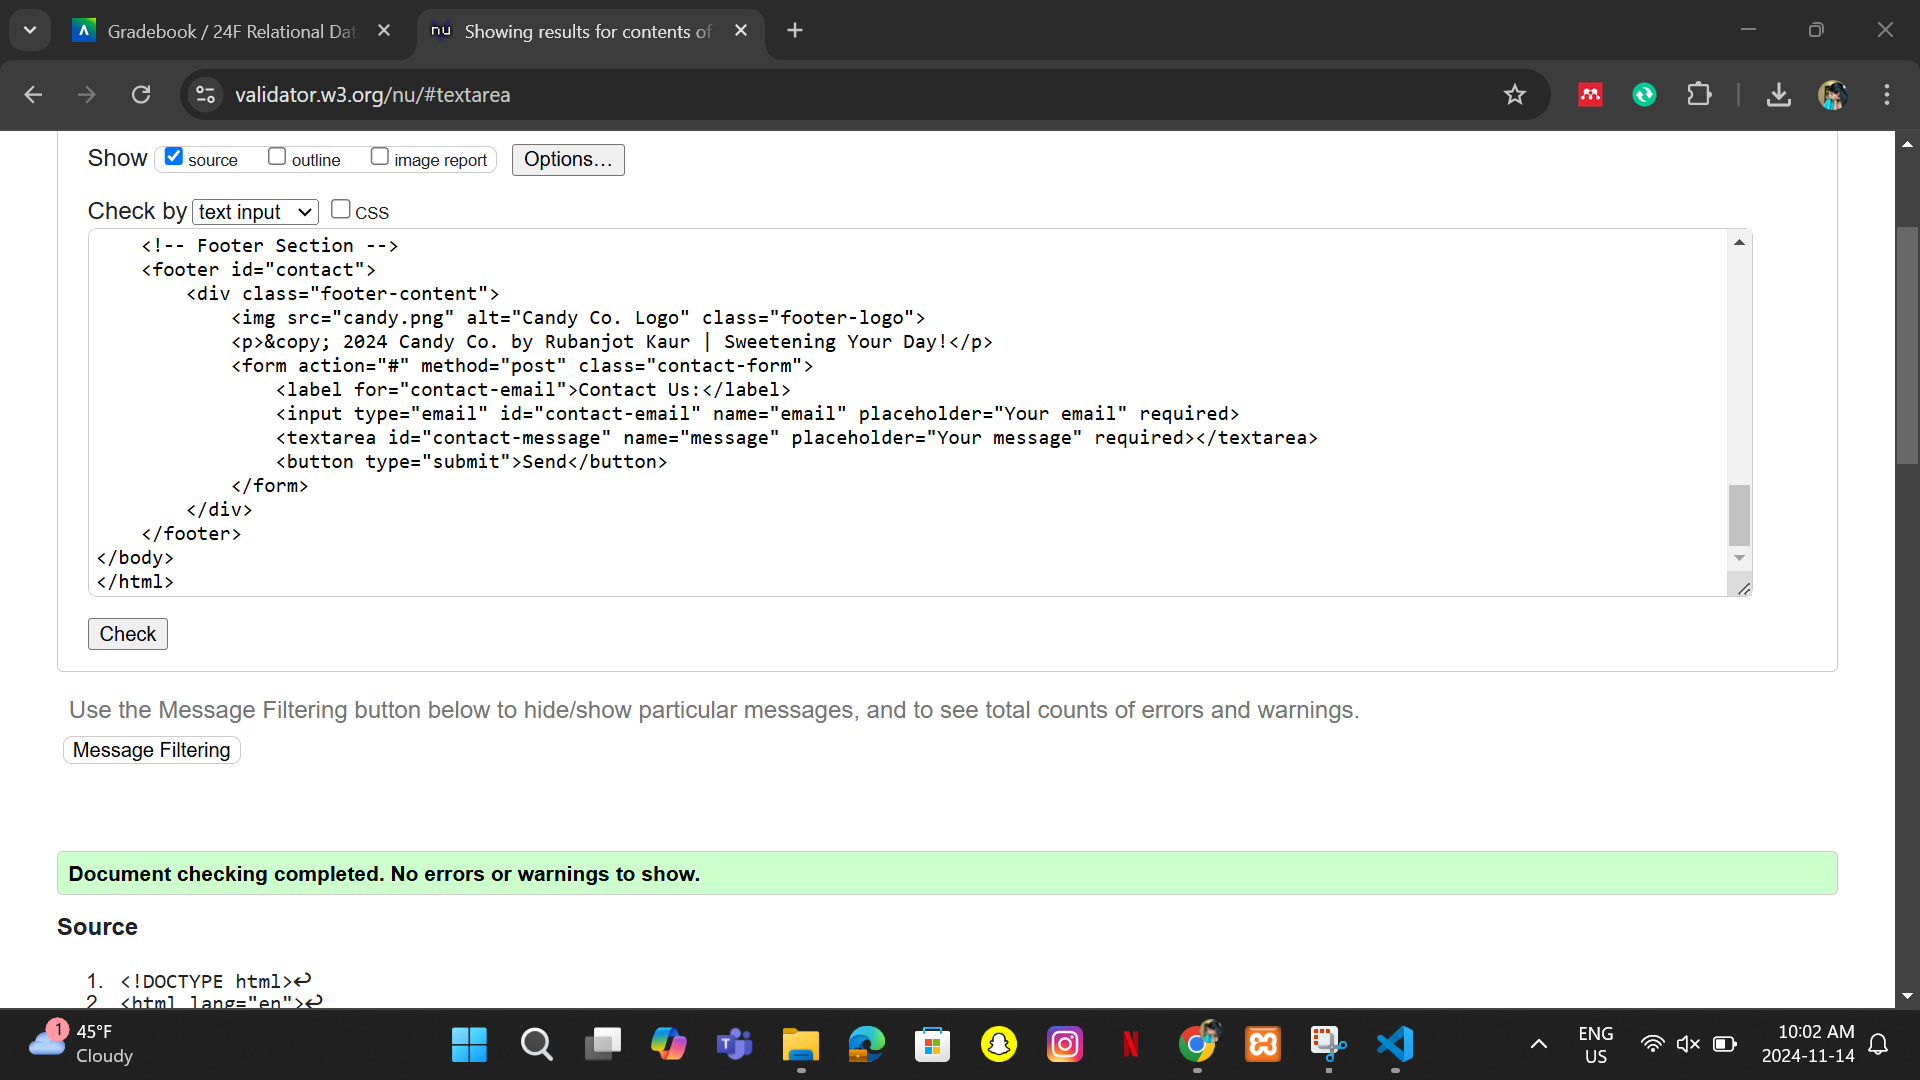 Gradebook / 24F Relational Dat
nu Showing results for contents of
validator.w3.org/nu/#textarea
Show source outline image report Options...
Check by text input CSS
<!-- Footer Section -->
<footer id="contact">
<div class="footer-content">
<img src="candy.png" alt="Candy Co. Logo" class="footer-logo">
<p>&copy; 2024 Candy Co. by Rubanjot Kaur | Sweetening Your Day!</p>
<form action="#" method="post" class="contact-form">
<label for="contact-email">Contact Us:</label>
<input type="email" id="contact-email" name="email" placeholder="Your email" required>
<textarea id="contact-message" name="message" placeholder="Your message" required></textarea>
<button type="submit">Send</button>
</form>
</div>
</footer>
</body>
</html>
Check
Use the Message Filtering button below to hide/show particular messages, and to see total counts of errors and warnings.
Message Filtering
Document checking completed. No errors or warnings to show.
Source
1. <!DOCTYPE html>↩
2. <html lang="en">↩
1 45°F
Cloudy
ENG
US
10:02 AM
2024-11-14